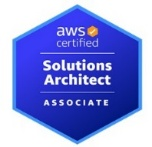 aws
certified
Solutions
Architect
ASSOCIATE